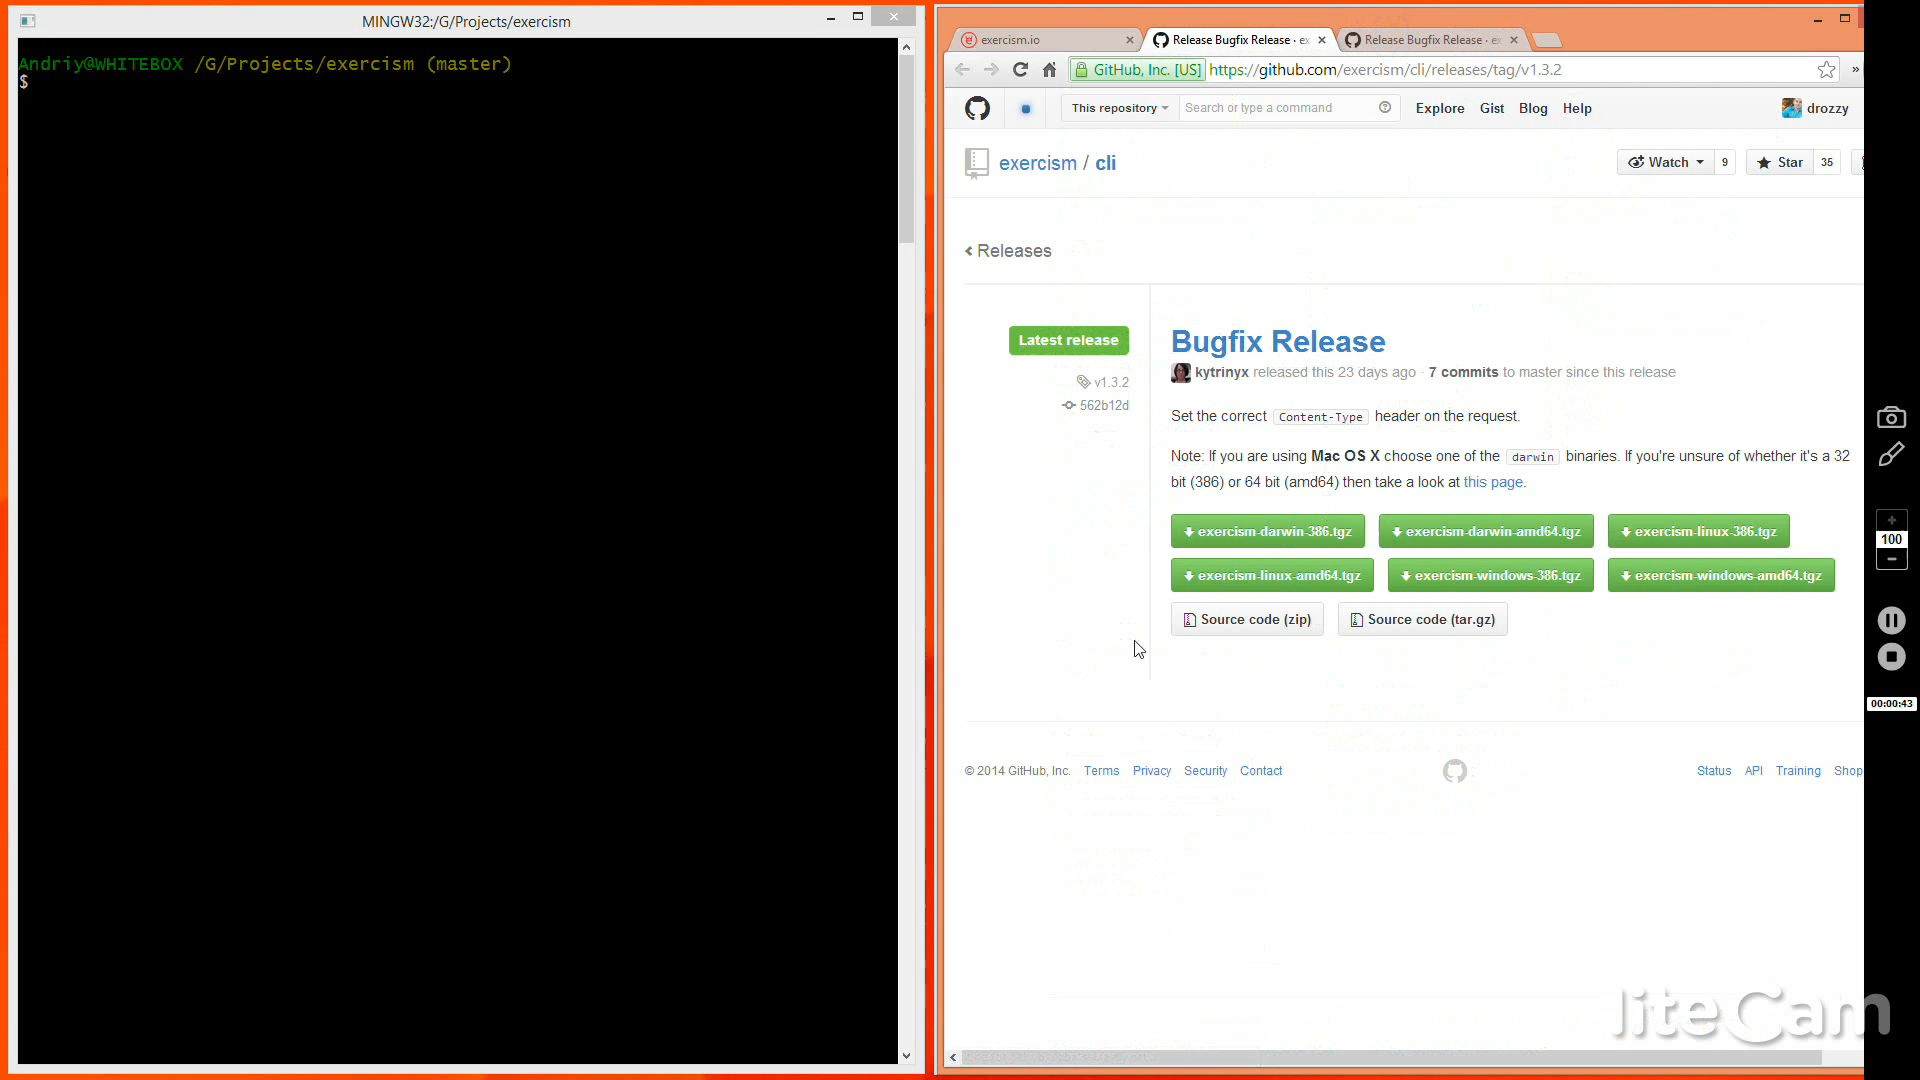 MINGW32:/G/Projects/exercism
Andriy@WHITEBOX /G/Projects/exercism (master)
$
exercism.io
Release Bugfix Release · ex
Release Bugfix Release · ex
GitHub, Inc. [US] https://github.com/exercism/cli/releases/tag/v1.3.2
This repository Search or type a command Explore Gist Blog Help drozzy
exercism / cli
Watch 9 Star 35
Releases
Latest release
v1.3.2
562b12d
Bugfix Release
kytrinyx released this 23 days ago · 7 commits to master since this release
Set the correct Content-Type header on the request.
Note: If you are using Mac OS X choose one of the darwin binaries. If you're unsure of whether it's a 32
bit (386) or 64 bit (amd64) then take a look at this page.
exercism-darwin-386.tgz exercism-darwin-amd64.tgz exercism-linux-386.tgz
exercism-linux-amd64.tgz exercism-windows-386.tgz exercism-windows-amd64.tgz
Source code (zip) Source code (tar.gz)
© 2014 GitHub, Inc. Terms Privacy Security Contact
Status API Training Shop
100
00:00:43
liteCam